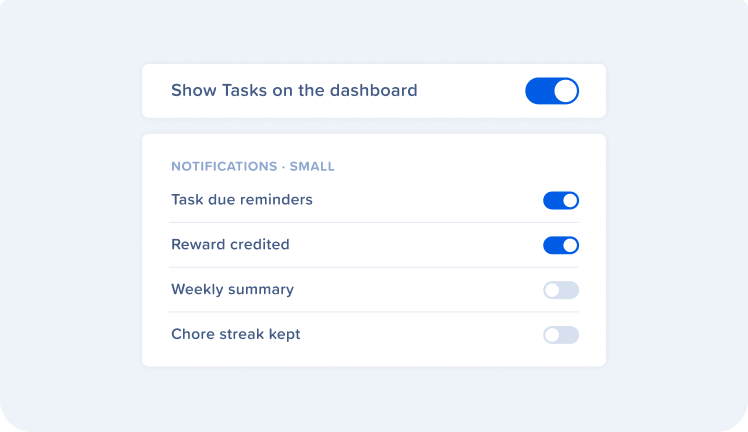 Show Tasks on the dashboard
NOTIFICATIONS · SMALL
Task due reminders
Reward credited
Weekly summary
Chore streak kept